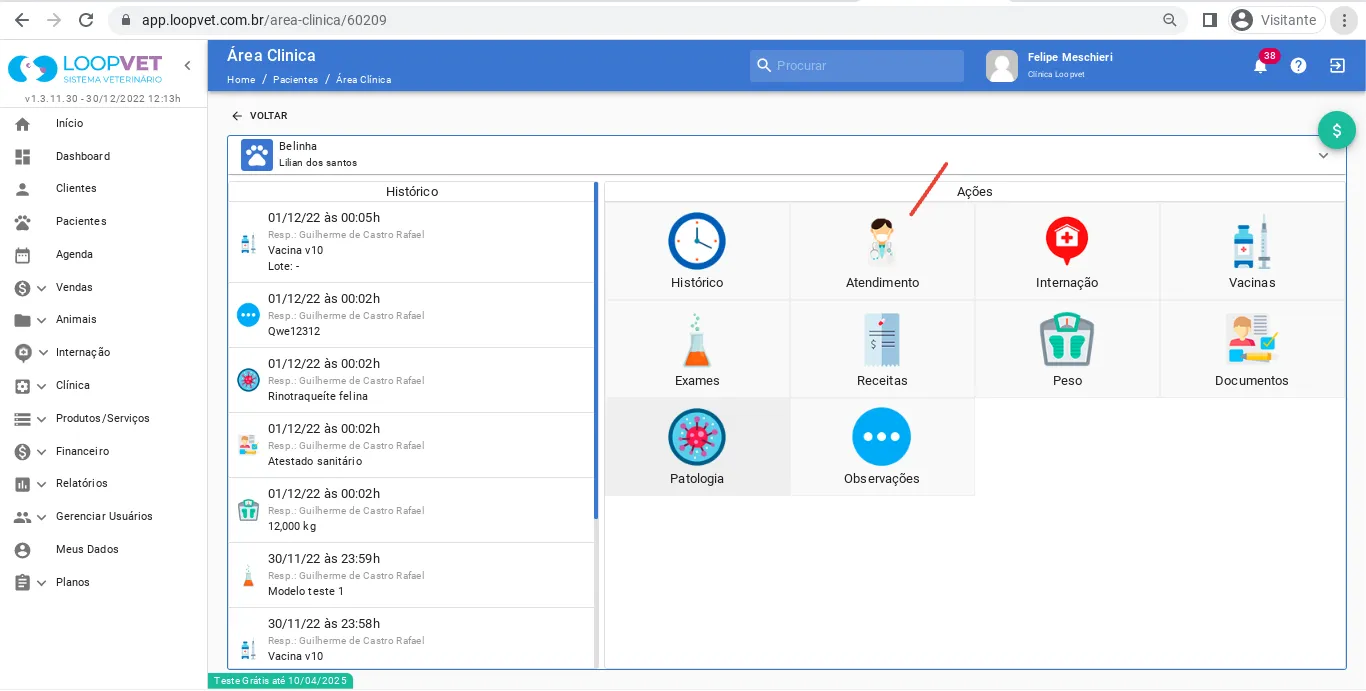 app.loopvet.com.br/area-clinica/60209
Visitante
LOOPVET
SISTEMA VETERINÁRIO
v1.3.11.30 - 30/12/2022 12:13h
Início
Dashboard
Clientes
Pacientes
Agenda
Vendas
Animais
Internação
Clínica
Produtos/Serviços
Financeiro
Relatórios
Gerenciar Usuários
Meus Dados
Planos
Área Clinica
Home / Pacientes / Área Clínica
Procurar
Felipe Meschieri
Clínica Loopvet
38
VOLTAR
$
Belinha
Lilian dos santos
Histórico
01/12/22 às 00:05h
Resp.: Guilherme de Castro Rafael
Vacina v10
Lote: -
01/12/22 às 00:02h
Resp.: Guilherme de Castro Rafael
Qwe12312
01/12/22 às 00:02h
Resp.: Guilherme de Castro Rafael
Rinotraqueíte felina
01/12/22 às 00:02h
Resp.: Guilherme de Castro Rafael
Atestado sanitário
01/12/22 às 00:02h
Resp.: Guilherme de Castro Rafael
12,000 kg
30/11/22 às 23:59h
Resp.: Guilherme de Castro Rafael
Modelo teste 1
30/11/22 às 23:58h
Resp.: Guilherme de Castro Rafael
Vacina v10
Ações
Histórico
Atendimento
Internação
Vacinas
Exames
Receitas
Peso
Documentos
Patologia
Observações
Teste Grátis até 10/04/2025